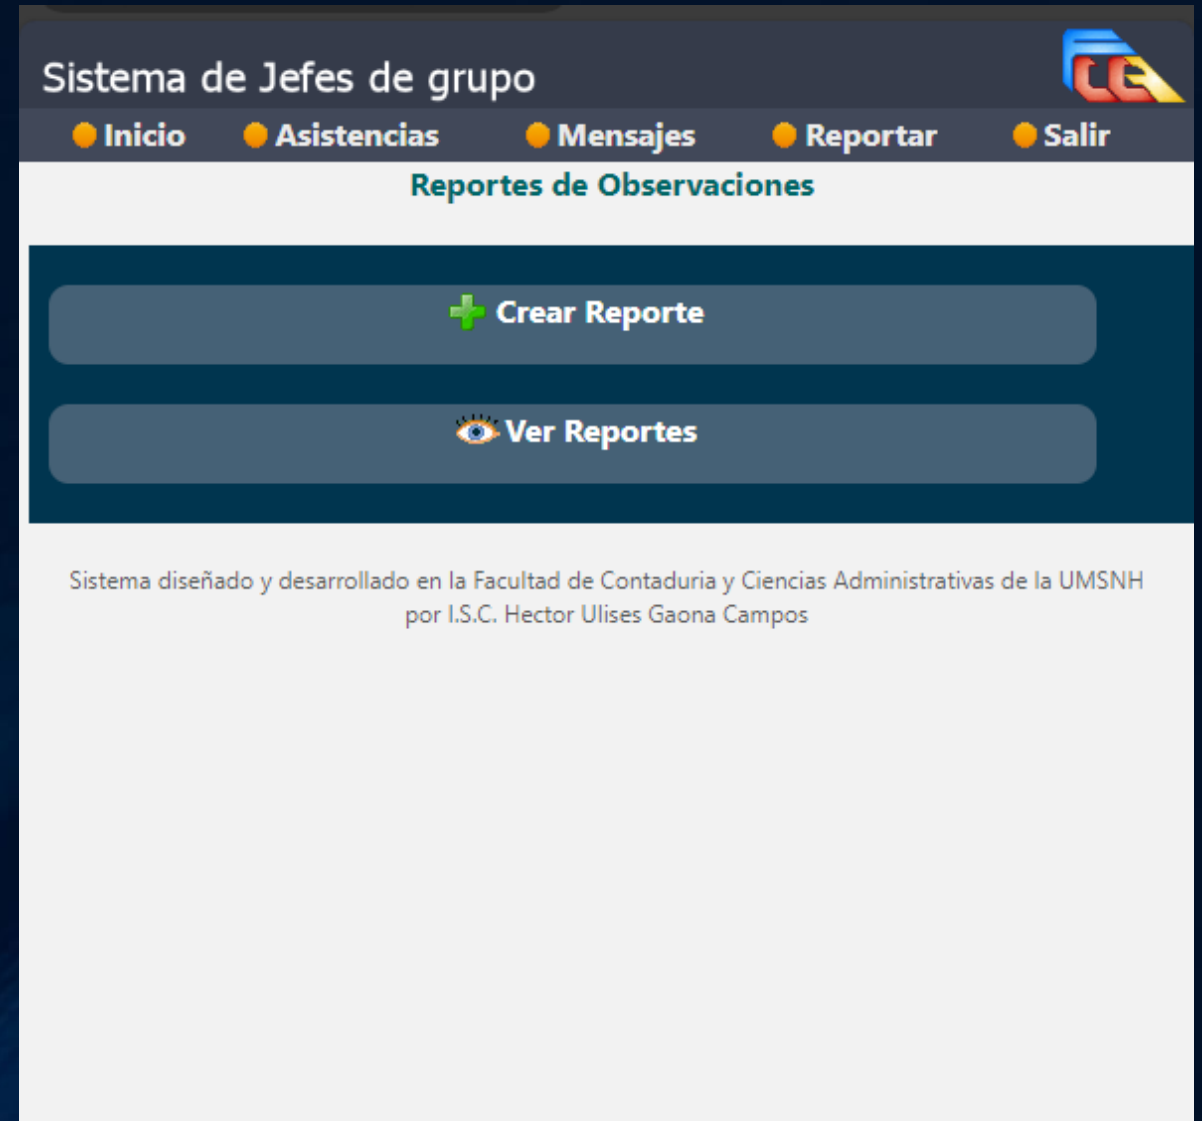 Sistema de Jefes de grupo
Inicio Asistencias Mensajes Reportar Salir
Reportes de Observaciones
Crear Reporte
Ver Reportes
Sistema diseñado y desarrollado en la Facultad de Contaduria y Ciencias Administrativas de la UMSNH
por I.S.C. Hector Ulises Gaona Campos